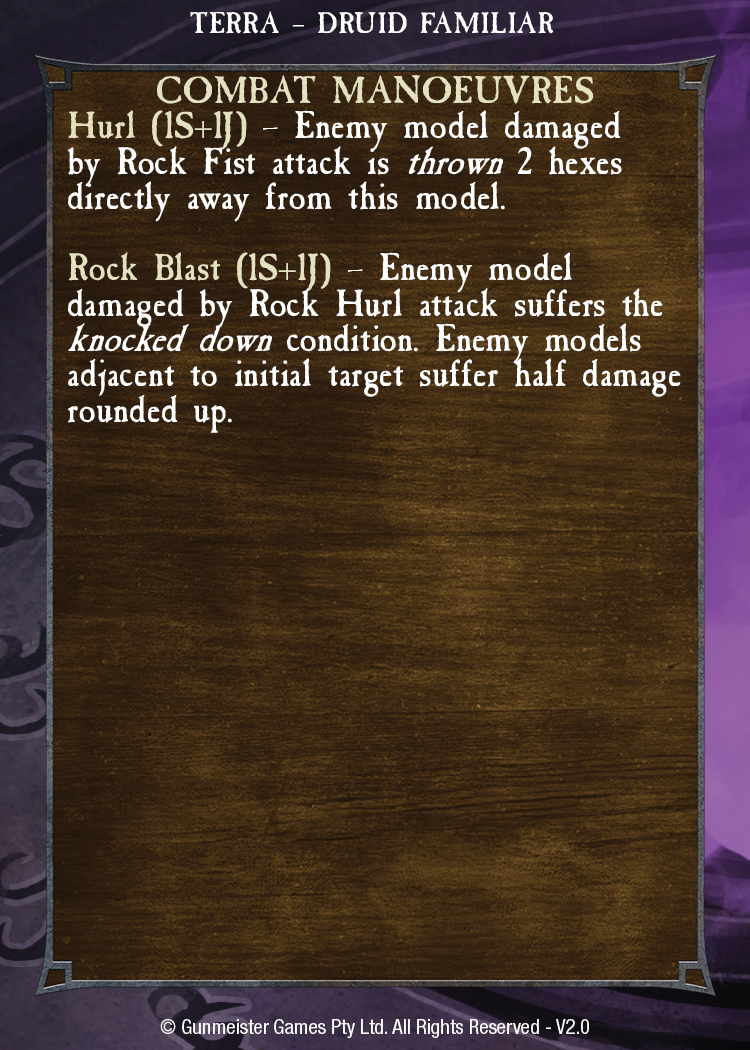 TERRA – DRUID FAMILIAR
COMBAT MANOEUVRES
Hurl (1S+1J) – Enemy model damaged
by Rock Fist attack is thrown 2 hexes
directly away from this model.
Rock Blast (1S+1J) – Enemy model
damaged by Rock Hurl attack suffers the
knocked down condition. Enemy models
adjacent to initial target suffer half damage
rounded up.
© Gunmeister Games Pty Ltd. All Rights Reserved - V2.0